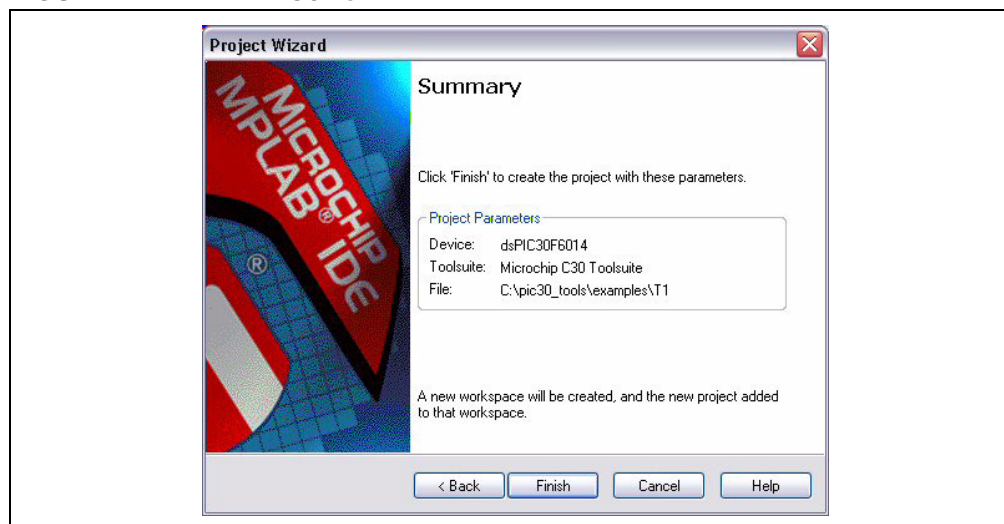 Project Wizard
MICROCHIP
MPLAB® IDE
®
Summary
Click 'Finish' to create the project with these parameters.
Project Parameters
Device: dsPIC30F6014
Toolsuite: Microchip C30 Toolsuite
File: C:\pic30_tools\examples\T1
A new workspace will be created, and the new project added
to that workspace.
< Back Finish Cancel Help